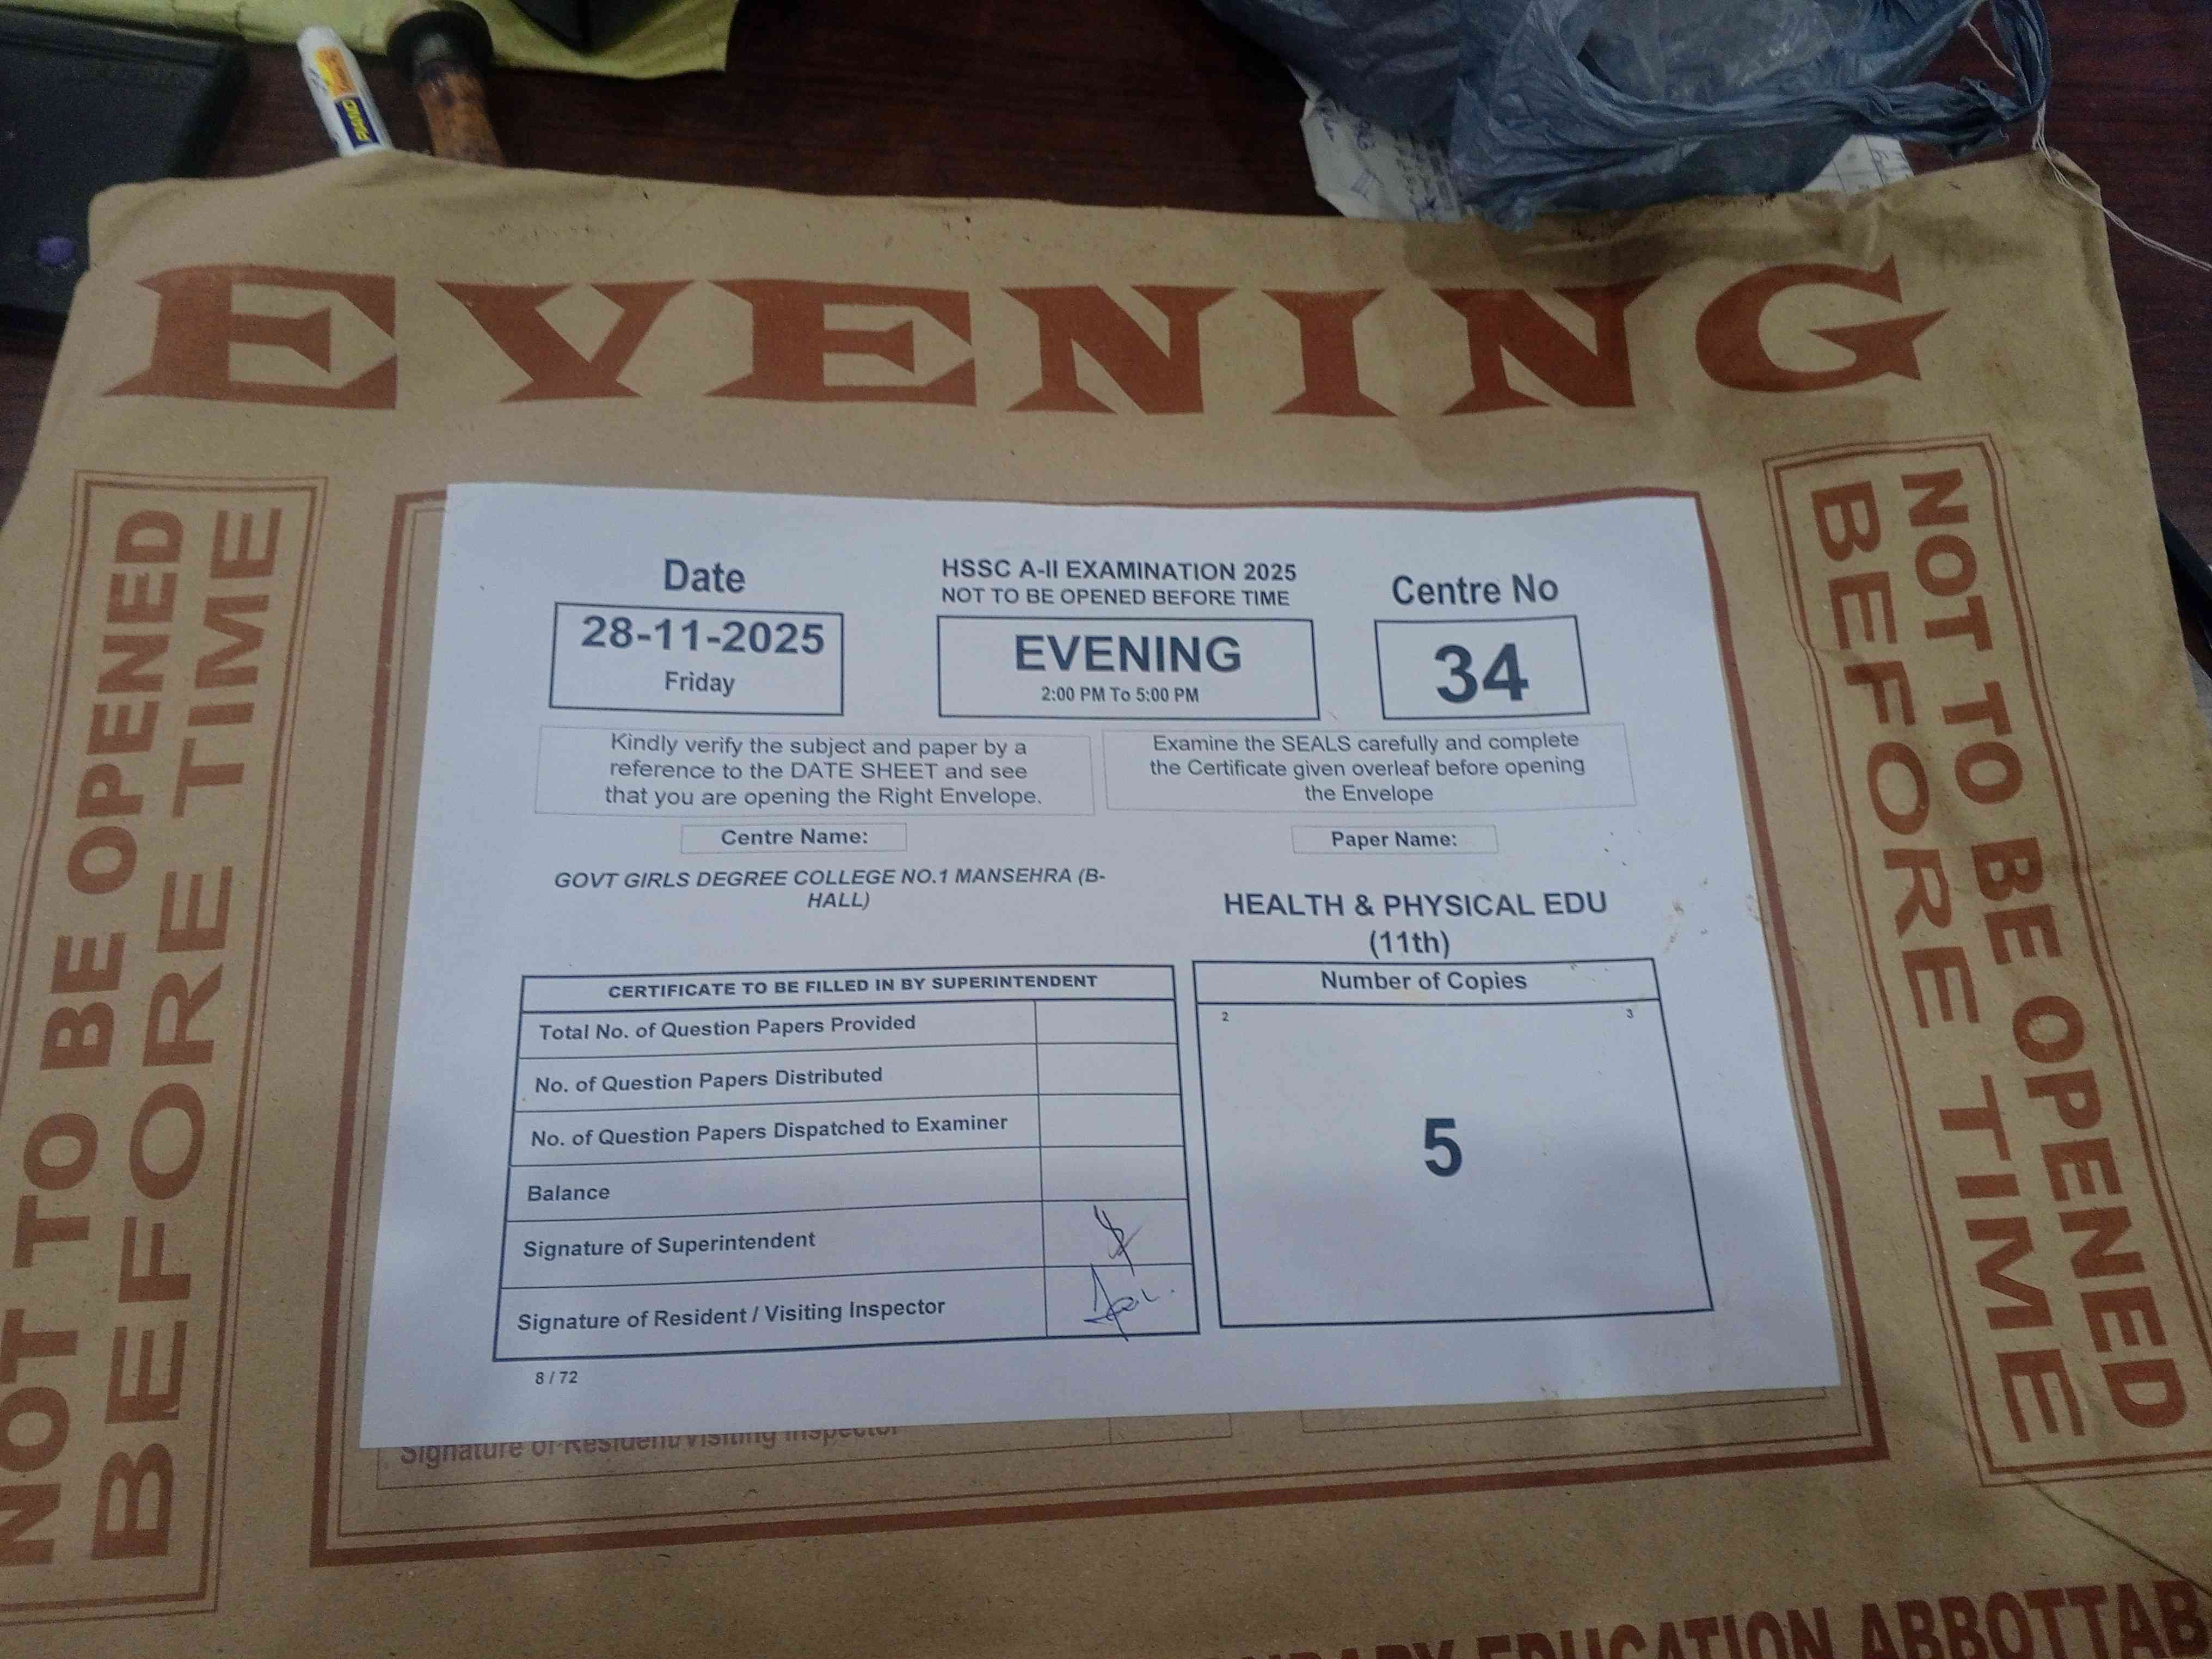 PIANO
EVENING
NOT TO BE OPENED
BEFORE TIME
NOT TO BE OPENED
BEFORE TIME
Date
28-11-2025
Friday
HSSC A-II EXAMINATION 2025
NOT TO BE OPENED BEFORE TIME
EVENING
2:00 PM To 5:00 PM
Centre No
34
Kindly verify the subject and paper by a
reference to the DATE SHEET and see
that you are opening the Right Envelope.
Examine the SEALS carefully and complete
the Certificate given overleaf before opening
the Envelope
Centre Name:
GOVT GIRLS DEGREE COLLEGE NO.1 MANSEHRA (B-
HALL)
Paper Name:
HEALTH & PHYSICAL EDU
(11th)
CERTIFICATE TO BE FILLED IN BY SUPERINTENDENT
Total No. of Question Papers Provided
No. of Question Papers Distributed
No. of Question Papers Dispatched to Examiner
Balance
Signature of Superintendent
Signature of Resident / Visiting Inspector
Number of Copies
2 3
5
8 / 72
Signature of Resident/Visiting Inspector
EDUCATION ABBOTTAB